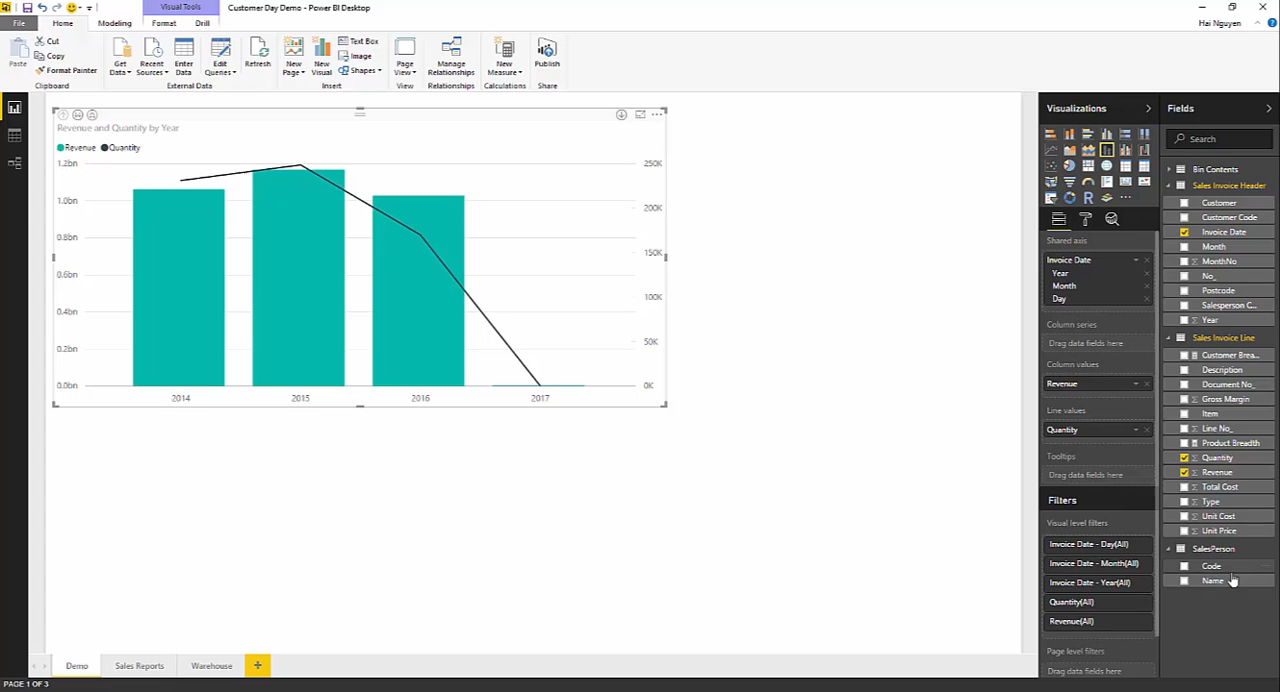 Visual Tools
Customer Day Demo - Power BI Desktop
File
Home
Modeling
Format
Drill
Hai Nguyen
Paste
Cut
Copy
Format Painter
Clipboard
Get Data
Recent Sources
Enter Data
Edit Queries
Refresh
External Data
New Page
New Visual
Text Box
Image
Shapes
Insert
Page View
View
Manage Relationships
Relationships
New Measure
Calculations
Publish
Share
Revenue and Quantity by Year
Revenue Quantity
1.2bn
1.0bn
0.8bn
0.6bn
0.4bn
0.2bn
0.0bn
250K
200K
150K
100K
50K
0K
2014
2015
2016
2017
Visualizations
Shared axis
Invoice Date
Year
Month
Day
Column series
Drag data fields here
Column values
Revenue
Line values
Quantity
Tooltips
Drag data fields here
Filters
Visual level filters
Invoice Date - Day(All)
Invoice Date - Month(All)
Invoice Date - Year(All)
Quantity(All)
Revenue(All)
Page level filters
Drag data fields here
Fields
Search
Bin Contents
Sales Invoice Header
Customer
Customer Code
Invoice Date
Month
MonthNo
No_
Postcode
Salesperson C...
Year
Sales Invoice Line
Customer Brea...
Description
Document No_
Gross Margin
Item
Line No_
Product Breadth
Quantity
Revenue
Total Cost
Type
Unit Cost
Unit Price
SalesPerson
Code
Name
Demo
Sales Reports
Warehouse
PAGE 1 OF 3